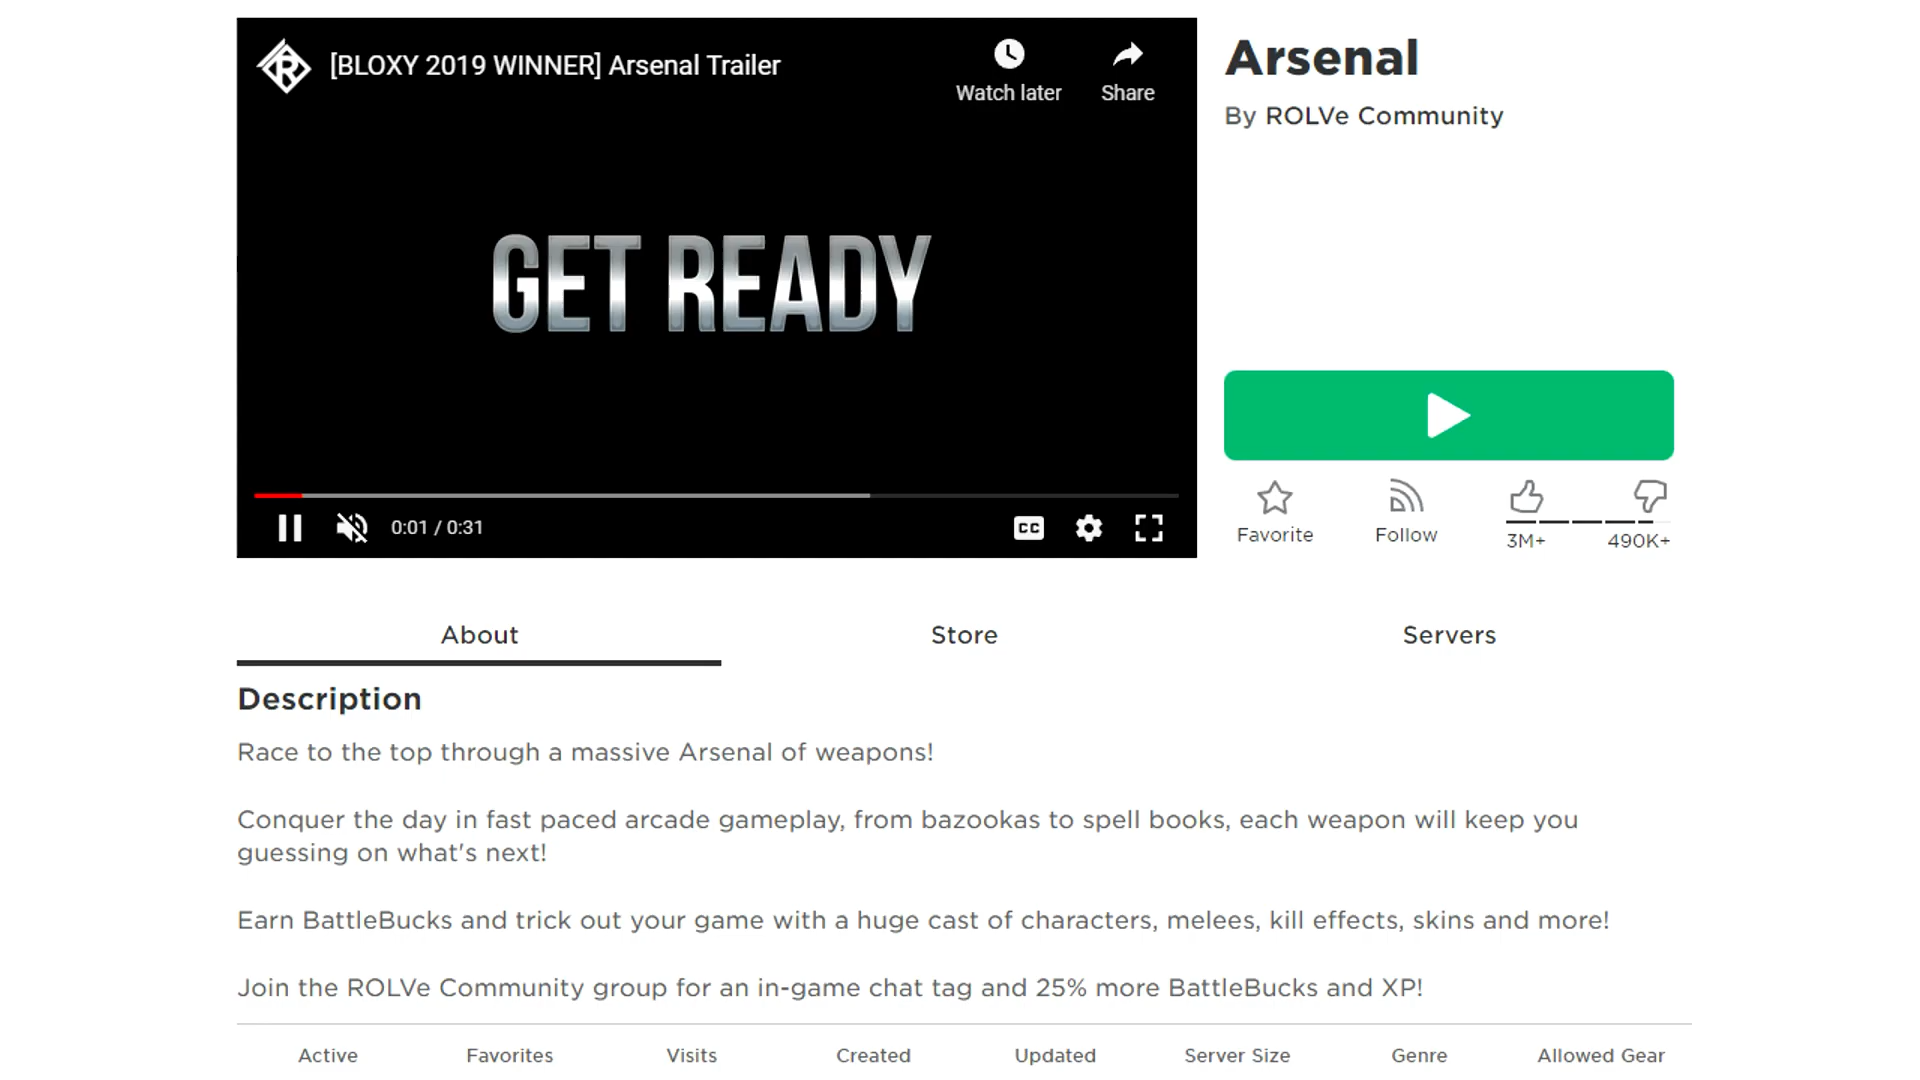 [BLOXY 2019 WINNER] Arsenal Trailer
Watch later
Share
GET READY
0:01 / 0:31
CC
Arsenal
By ROLVe Community
Favorite
Follow
3M+
490K+
About
Store
Servers
Description
Race to the top through a massive Arsenal of weapons!
Conquer the day in fast paced arcade gameplay, from bazookas to spell books, each weapon will keep you
guessing on what's next!
Earn BattleBucks and trick out your game with a huge cast of characters, melees, kill effects, skins and more!
Join the ROLVe Community group for an in-game chat tag and 25% more BattleBucks and XP!
Active
Favorites
Visits
Created
Updated
Server Size
Genre
Allowed Gear